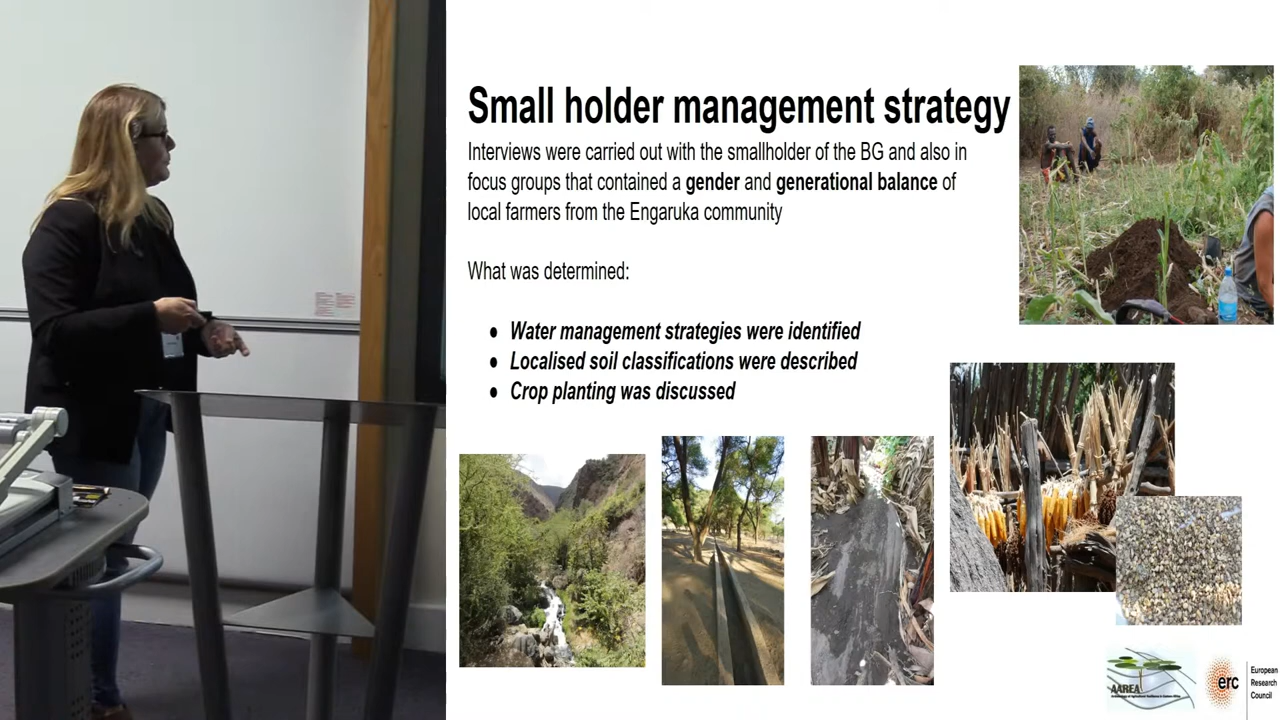 Small holder management strategy
Interviews were carried out with the smallholder of the BG and also in
focus groups that contained a gender and generational balance of
local farmers from the Engaruka community
What was determined:
● Water management strategies were identified
● Localised soil classifications were described
● Crop planting was discussed
AAREA
erc
European
Research
Council